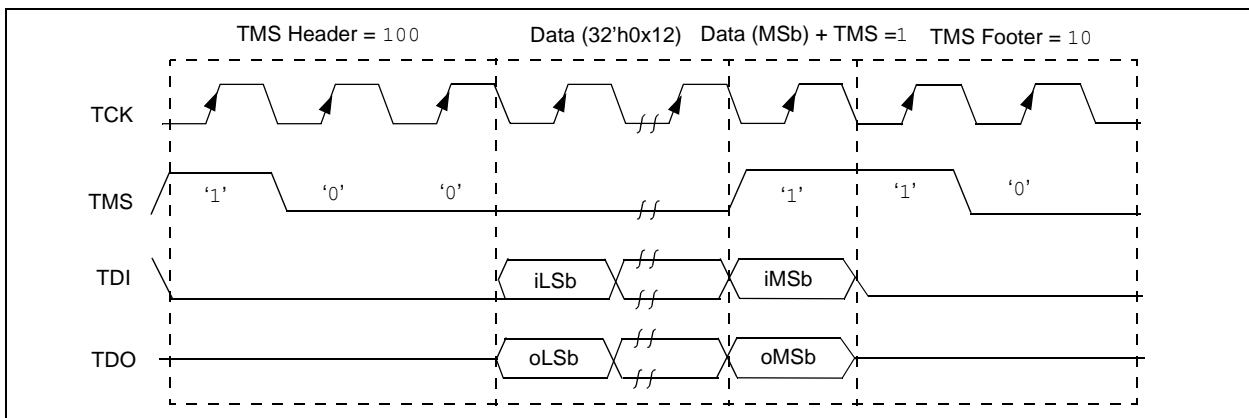 TMS Header = 100 Data (32'h0x12) Data (MSb) + TMS =1 TMS Footer = 10
TCK
TMS ‘1’ ‘0’ ‘0’ ‘1’ ‘1’ ‘0’
TDI iLSb iMSb
TDO oLSb oMSb